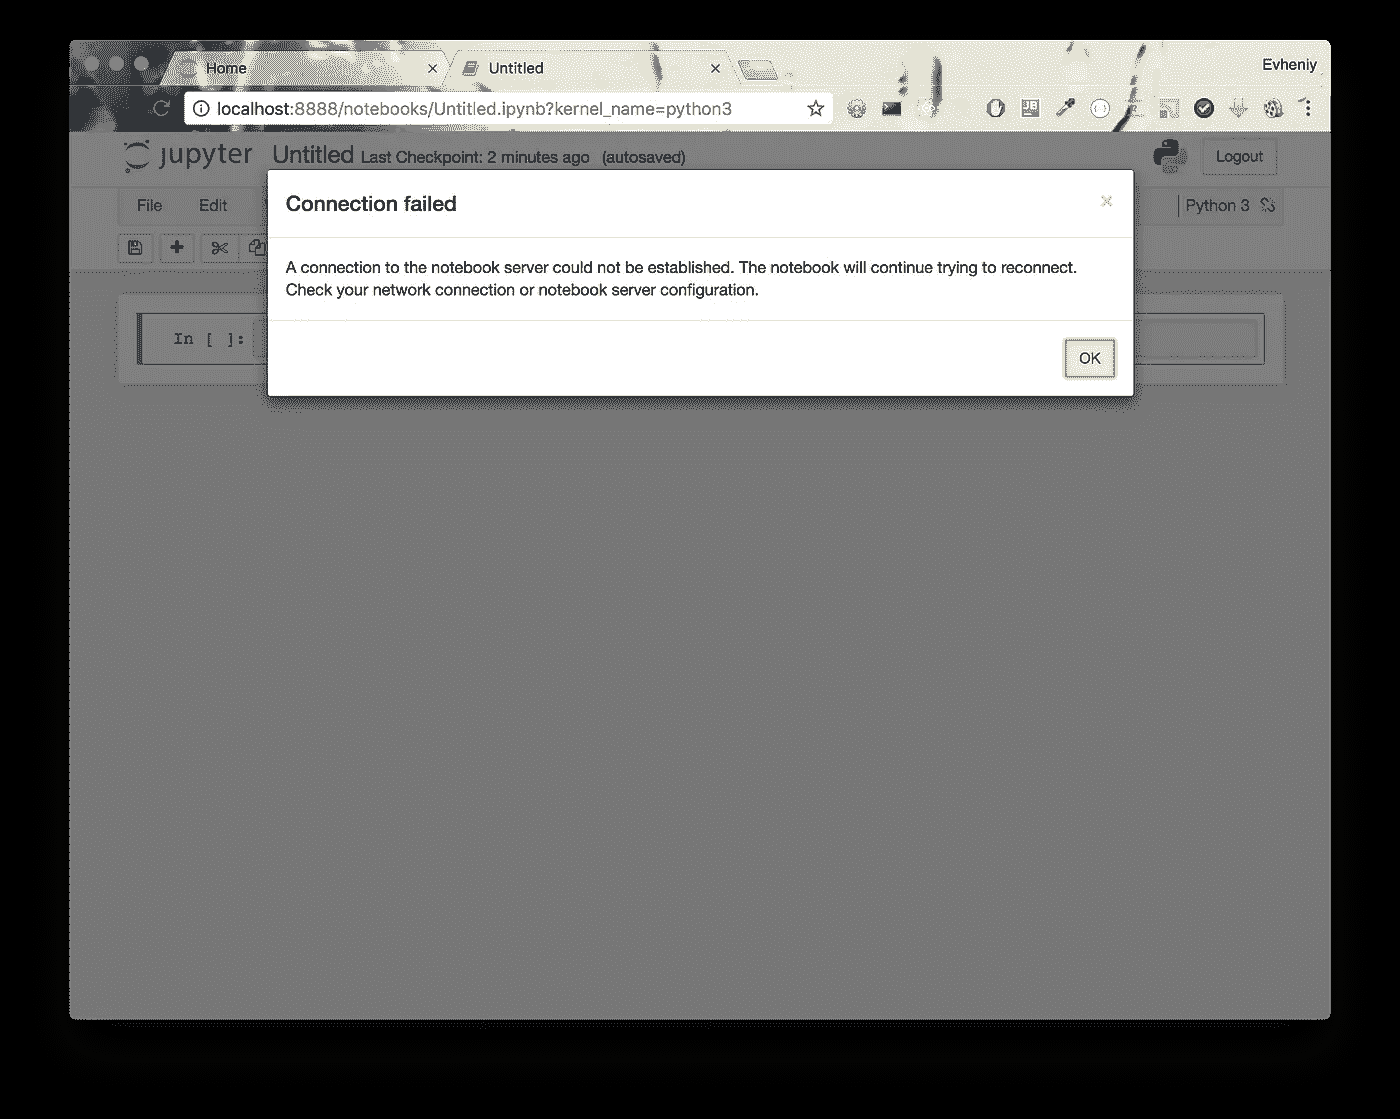 Home
Untitled
Evheniy
localhost:8888/notebooks/Untitled.ipynb?kernel_name=python3
JB
jupyter Untitled Last Checkpoint: 2 minutes ago (autosaved)
Logout
File Edit
Python 3
Connection failed
A connection to the notebook server could not be established. The notebook will continue trying to reconnect.
Check your network connection or notebook server configuration.
In [ ]:
OK